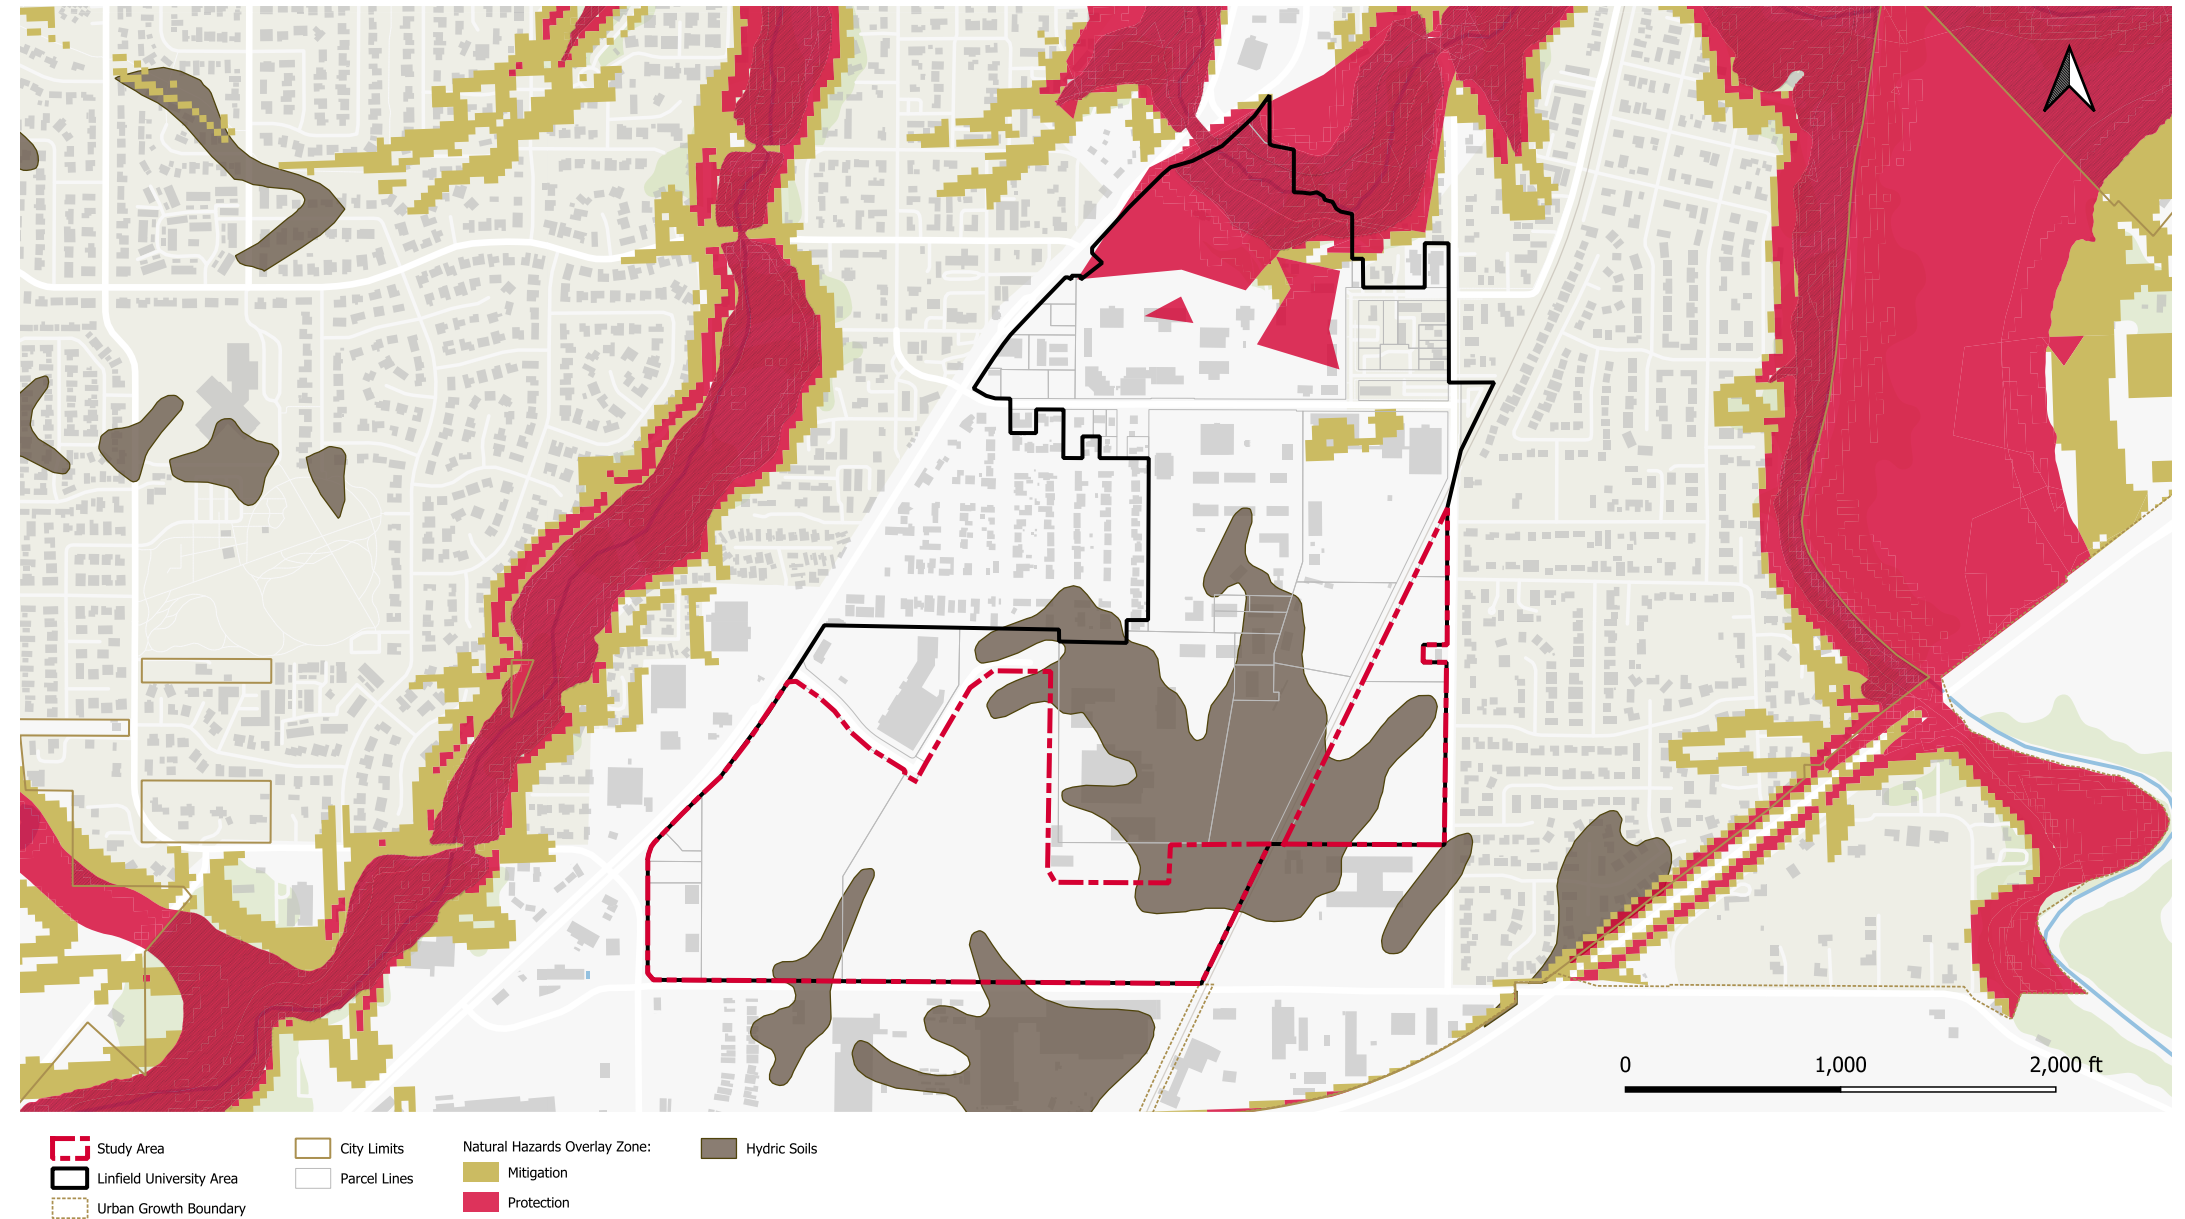 0 1,000 2,000 ft
Study Area
Linfield University Area
Urban Growth Boundary
City Limits
Parcel Lines
Natural Hazards Overlay Zone:
Mitigation
Protection
Hydric Soils